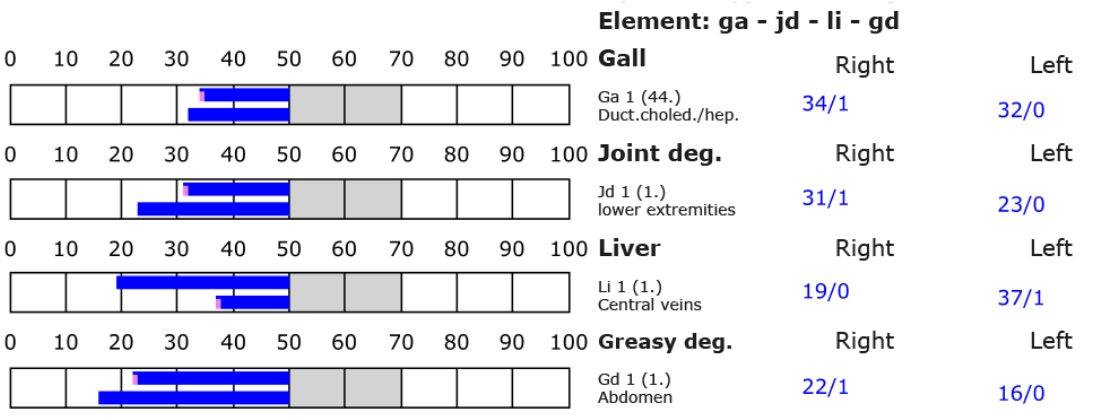 Element: ga - jd - li - gd
0 10 20 30 40 50 60 70 80 90 100 Gall Right Left
Ga 1 (44.) 34/1 32/0
Duct.choled./hep.
0 10 20 30 40 50 60 70 80 90 100 Joint deg. Right Left
Jd 1 (1.) 31/1 23/0
lower extremities
0 10 20 30 40 50 60 70 80 90 100 Liver Right Left
Li 1 (1.) 19/0 37/1
Central veins
0 10 20 30 40 50 60 70 80 90 100 Greasy deg. Right Left
Gd 1 (1.) 22/1 16/0
Abdomen